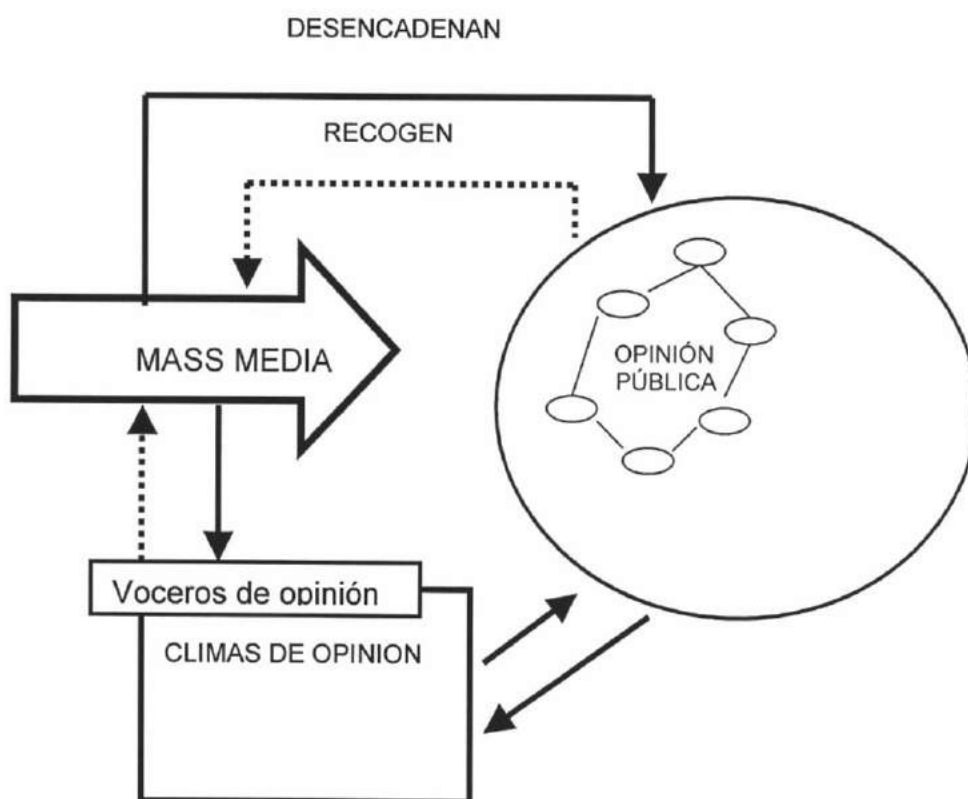 DESENCADENAN
RECOGEN
MASS MEDIA
OPINIÓN
PÚBLICA
Voceros de opinión
CLIMAS DE OPINION